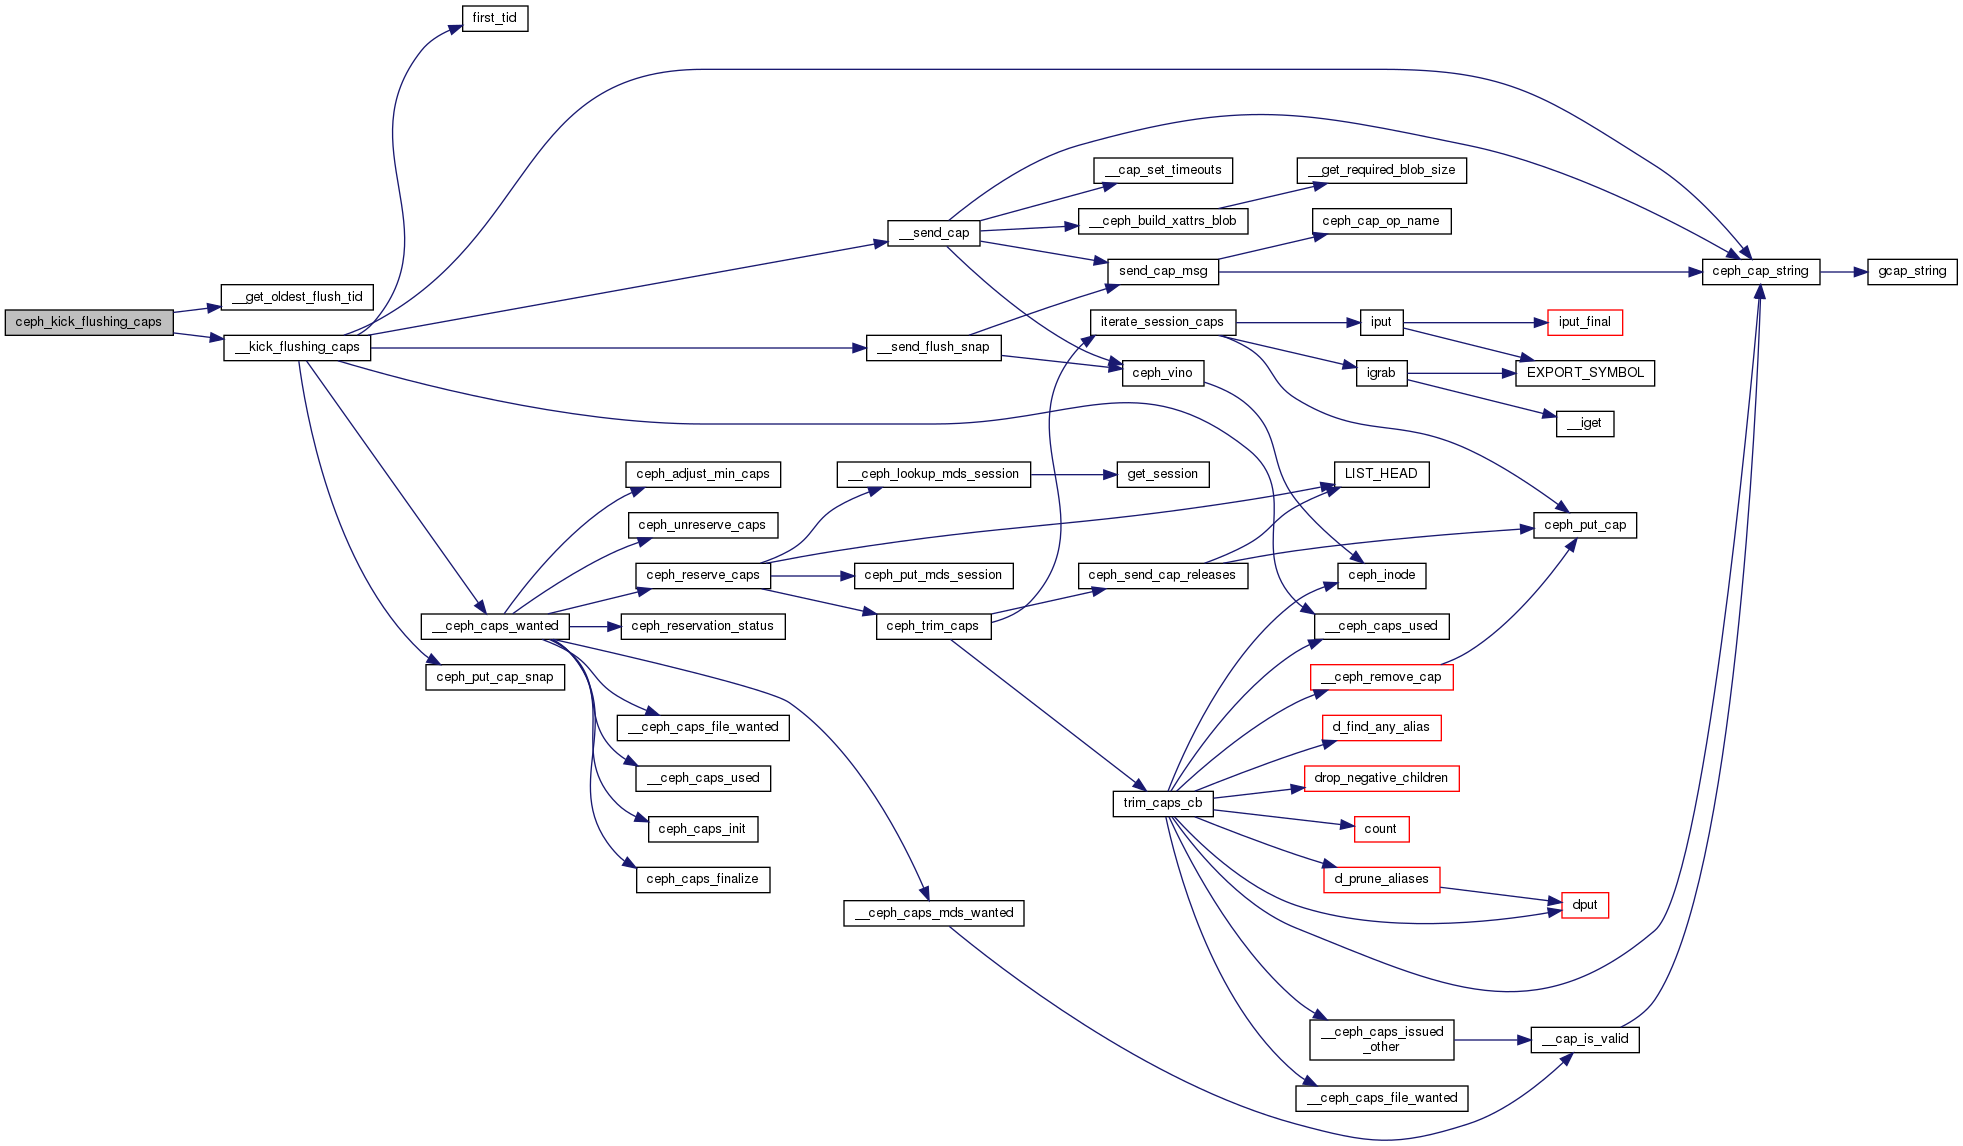 first_tid
__cap_set_timeouts
__get_required_blob_size
__ceph_build_xattrs_blob
ceph_cap_op_name
__send_cap
send_cap_msg
ceph_cap_string
gcap_string
__get_oldest_flush_tid
ceph_kick_flushing_caps
iterate_session_caps
iput
iput_final
__kick_flushing_caps
__send_flush_snap
ceph_vino
igrab
EXPORT_SYMBOL
__iget
ceph_adjust_min_caps
__ceph_lookup_mds_session
get_session
LIST_HEAD
ceph_unreserve_caps
ceph_put_cap
ceph_reserve_caps
ceph_put_mds_session
ceph_send_cap_releases
ceph_inode
__ceph_caps_wanted
ceph_reservation_status
ceph_trim_caps
__ceph_caps_used
ceph_put_cap_snap
__ceph_remove_cap
__ceph_caps_file_wanted
d_find_any_alias
__ceph_caps_used
drop_negative_children
trim_caps_cb
ceph_caps_init
count
ceph_caps_finalize
d_prune_aliases
dput
__ceph_caps_mds_wanted
__ceph_caps_issued
_other
__cap_is_valid
__ceph_caps_file_wanted